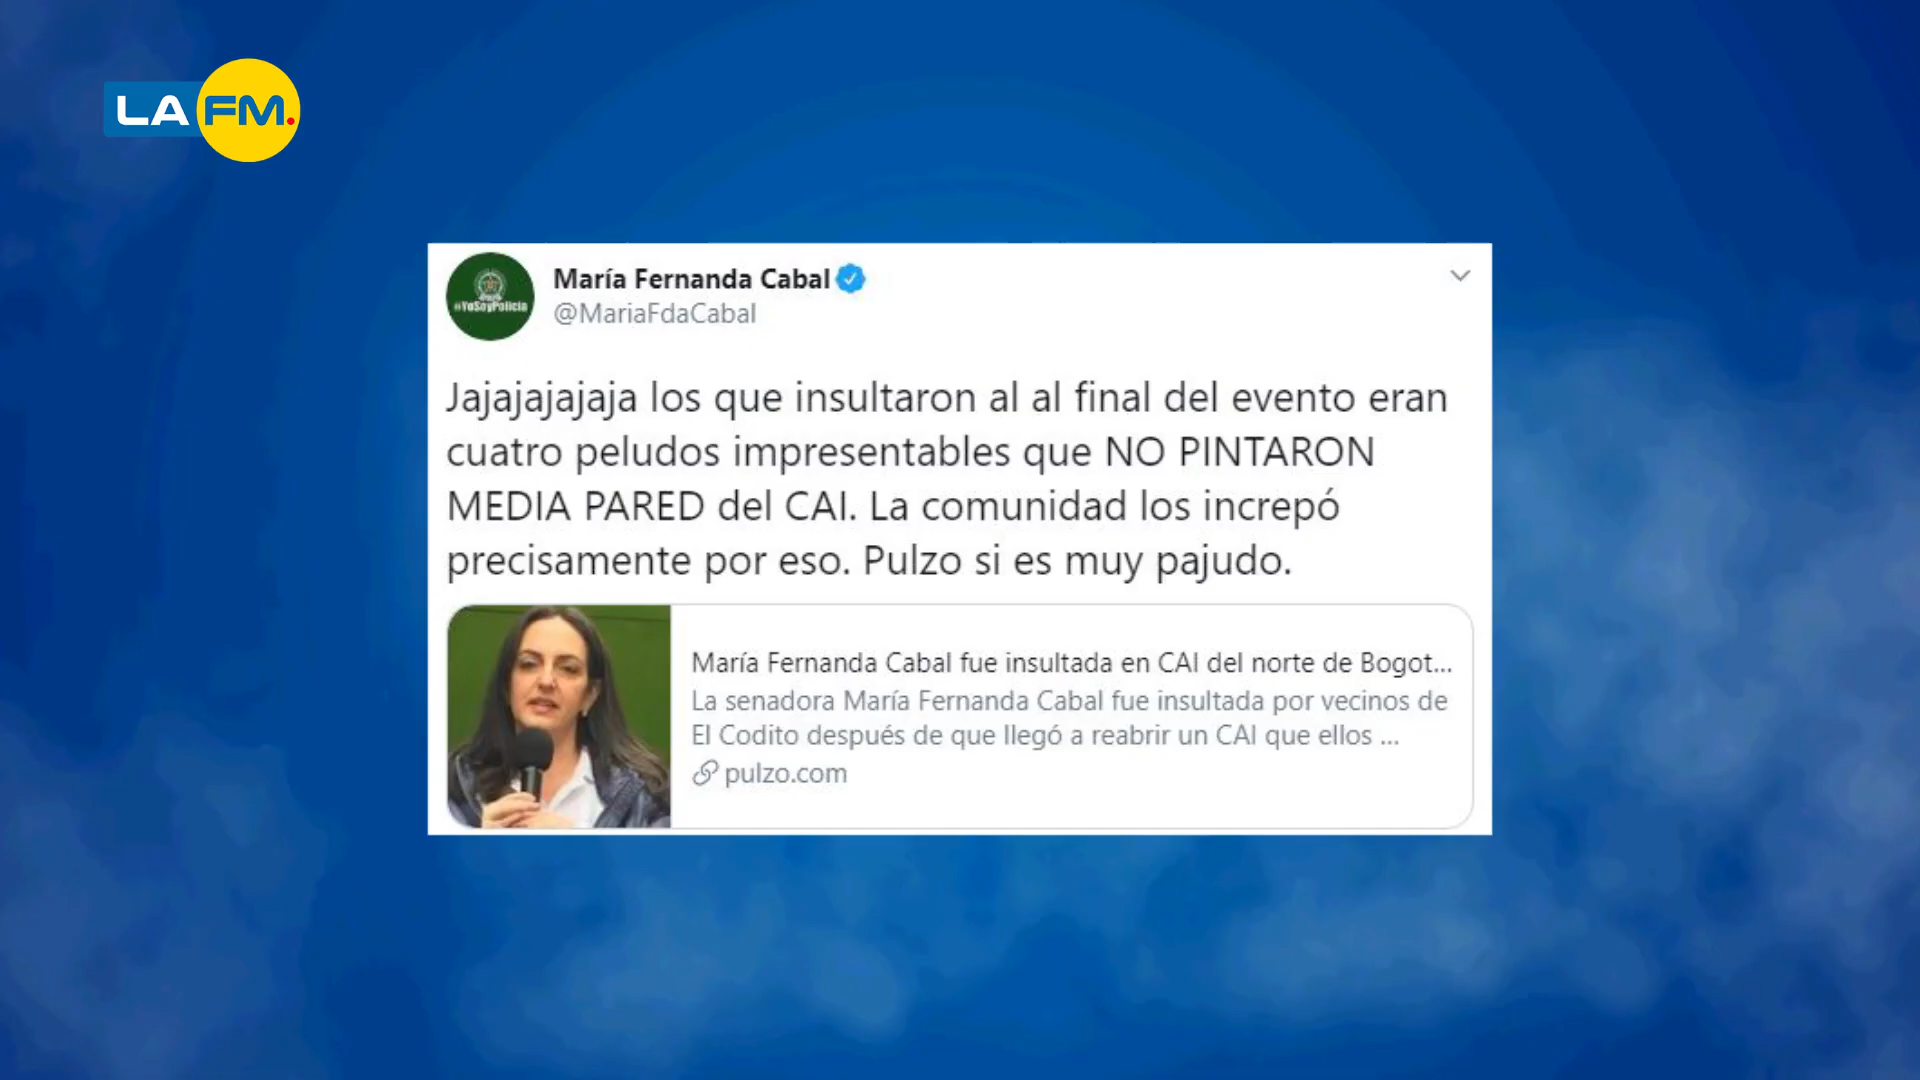 LA FM.
María Fernanda Cabal
@MariaFdaCabal
#YoSoyPolicía
Jajajajajaja los que insultaron al al final del evento eran
cuatro peludos impresentables que NO PINTARON
MEDIA PARED del CAI. La comunidad los increpó
precisamente por eso. Pulzo si es muy pajudo.
María Fernanda Cabal fue insultada en CAI del norte de Bogot...
La senadora María Fernanda Cabal fue insultada por vecinos de
El Codito después de que llegó a reabrir un CAI que ellos ...
pulzo.com